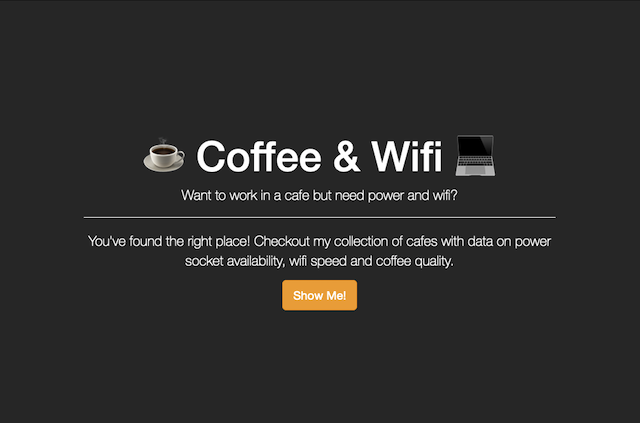 ☕ Coffee & Wifi 💻
Want to work in a cafe but need power and wifi?
You've found the right place! Checkout my collection of cafes with data on power
socket availability, wifi speed and coffee quality.
Show Me!